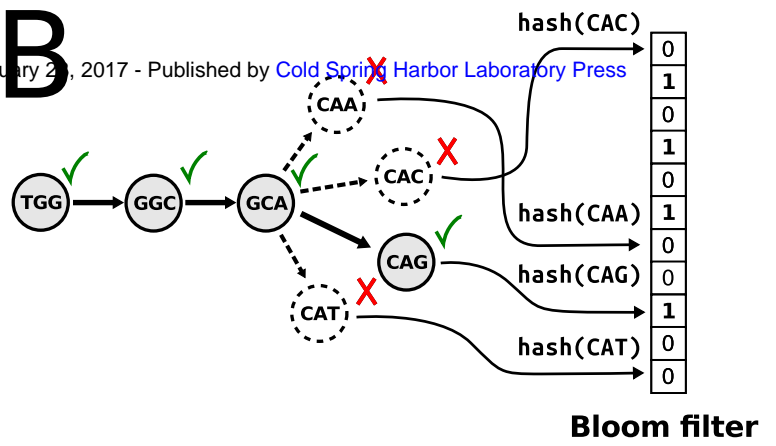 B
hash(CAC)
2017 - Published by Cold Spring Harbor Laboratory Press
0
1
CAA
0
1
CAC
0
TGG GGC GCA
hash(CAA)
1
0
CAG
hash(CAG)
0
1
CAT
hash(CAT)
0
0
Bloom filter